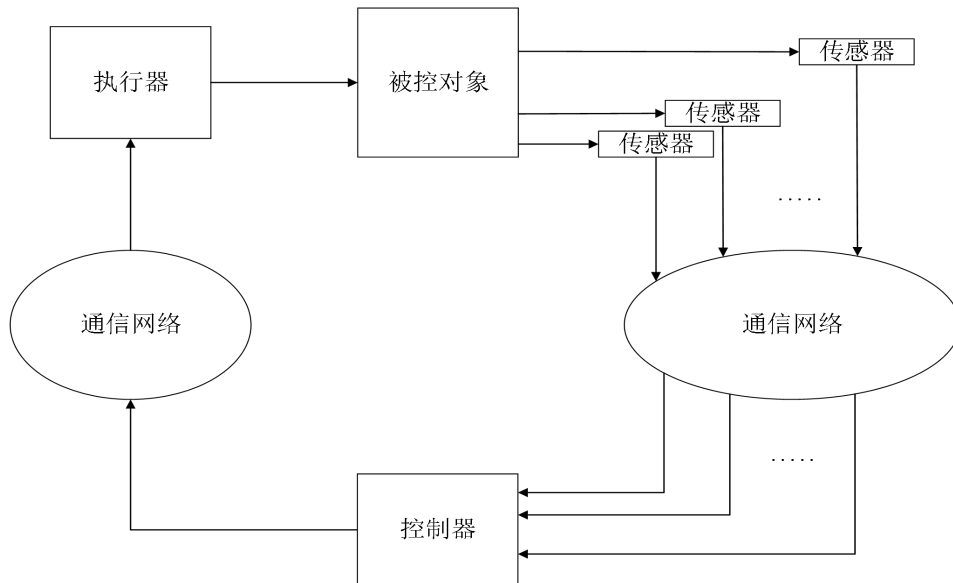 执行器
被控对象
传感器
传感器
传感器
.....
通信网络
通信网络
.....
控制器